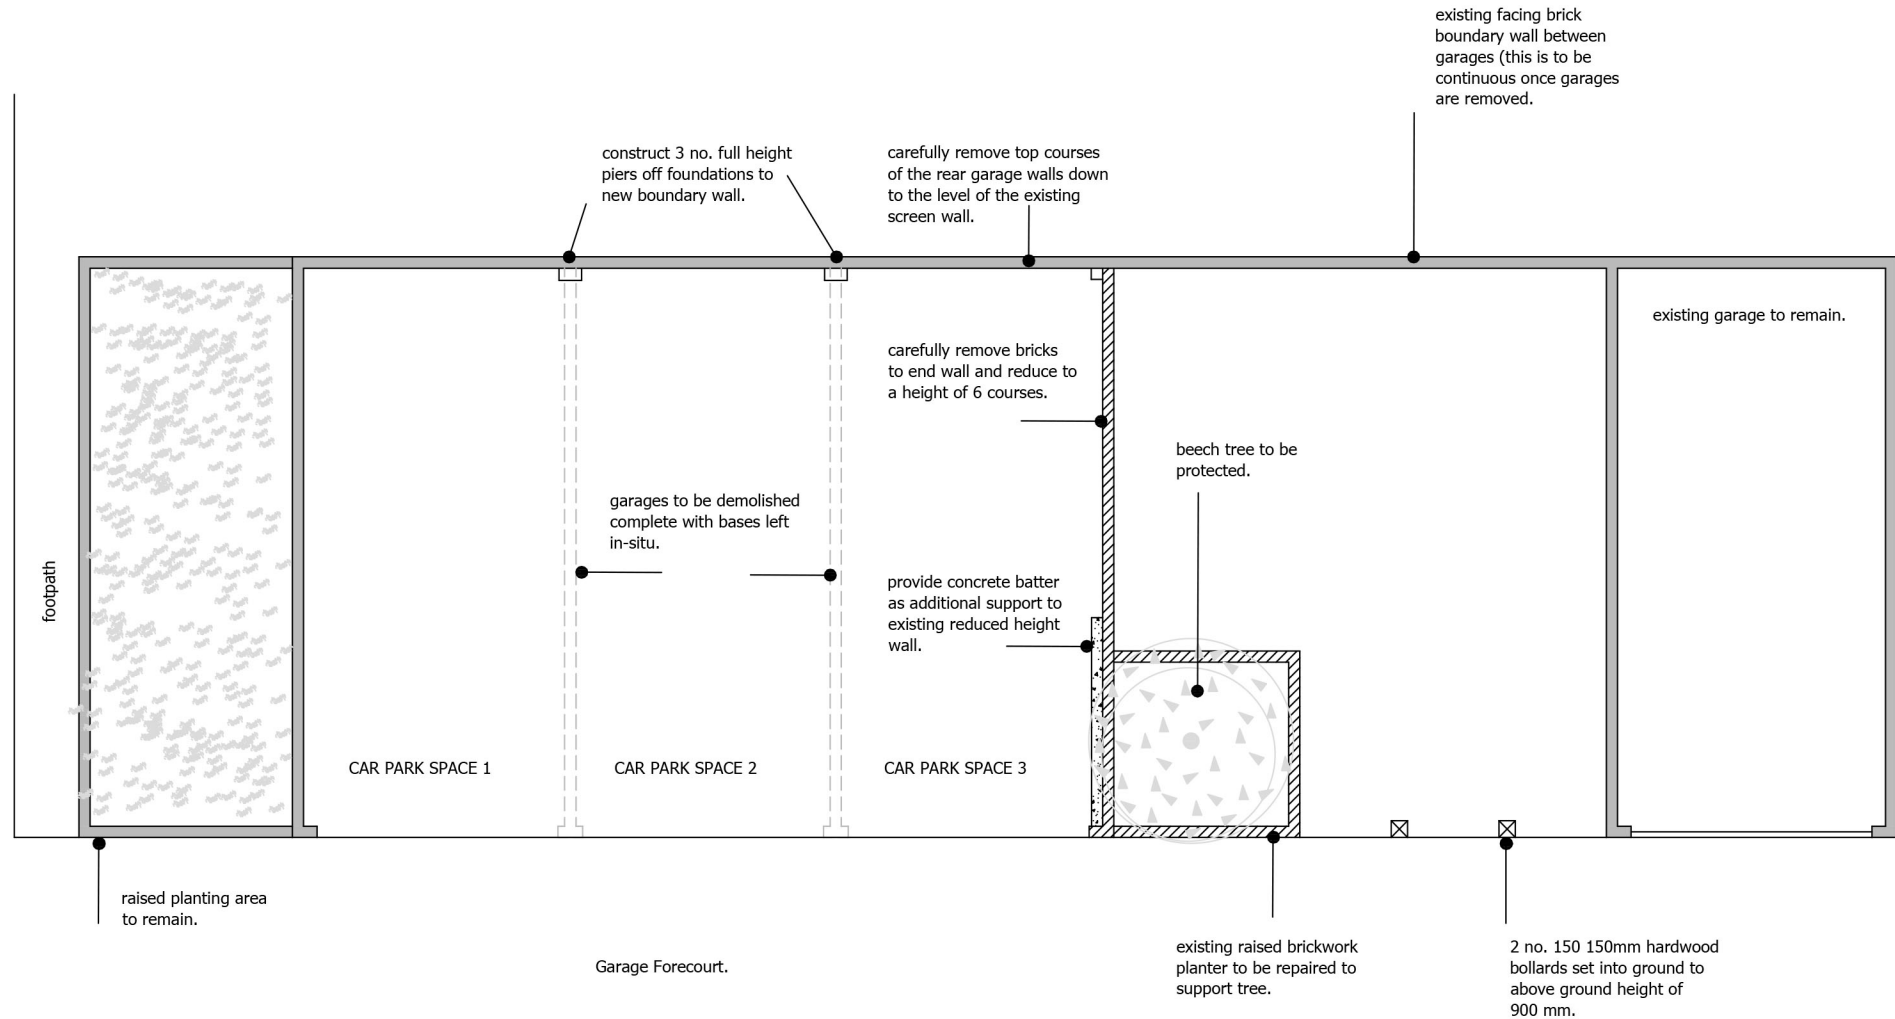 existing facing brick
boundary wall between
garages (this is to be
continuous once garages
are removed.
construct 3 no. full height
piers off foundations to
new boundary wall.
carefully remove top courses
of the rear garage walls down
to the level of the existing
screen wall.
existing garage to remain.
carefully remove bricks
to end wall and reduce to
a height of 6 courses.
beech tree to be
protected.
garages to be demolished
complete with bases left
in-situ.
footpath
provide concrete batter
as additional support to
existing reduced height
wall.
CAR PARK SPACE 1
CAR PARK SPACE 2
CAR PARK SPACE 3
raised planting area
to remain.
Garage Forecourt.
existing raised brickwork
planter to be repaired to
support tree.
2 no. 150 150mm hardwood
bollards set into ground to
above ground height of
900 mm.